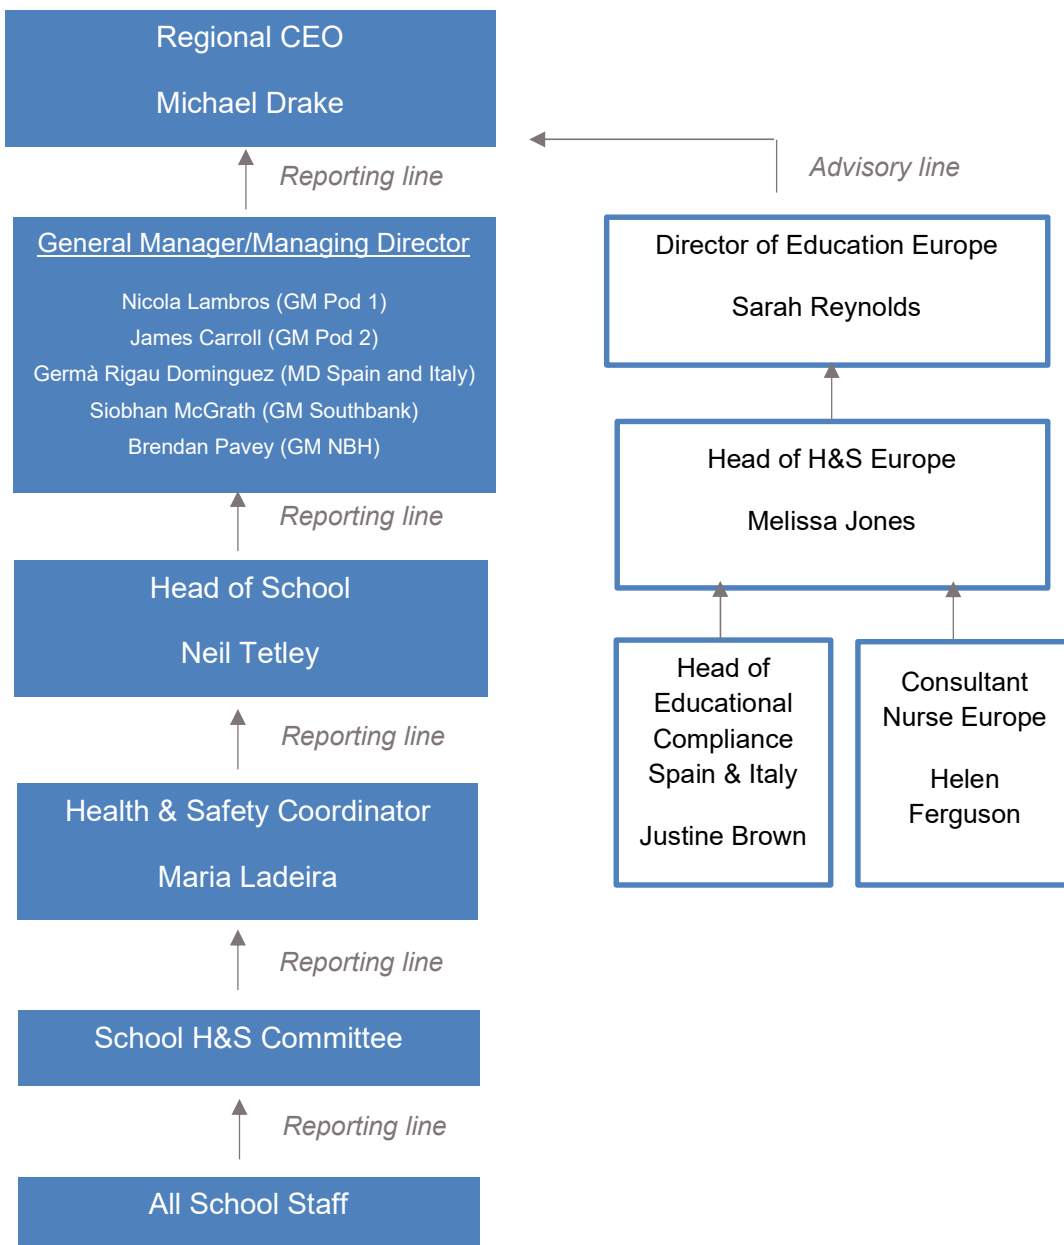 Regional CEO
Michael Drake
Reporting line
General Manager/Managing Director
Nicola Lambros (GM Pod 1)
James Carroll (GM Pod 2)
Germà Rigau Dominguez (MD Spain and Italy)
Siobhan McGrath (GM Southbank)
Brendan Pavey (GM NBH)
Reporting line
Head of School
Neil Tetley
Reporting line
Health & Safety Coordinator
Maria Ladeira
Reporting line
School H&S Committee
Reporting line
All School Staff
Advisory line
Director of Education Europe
Sarah Reynolds
Head of H&S Europe
Melissa Jones
Head of
Educational
Compliance
Spain & Italy
Justine Brown
Consultant
Nurse Europe
Helen
Ferguson